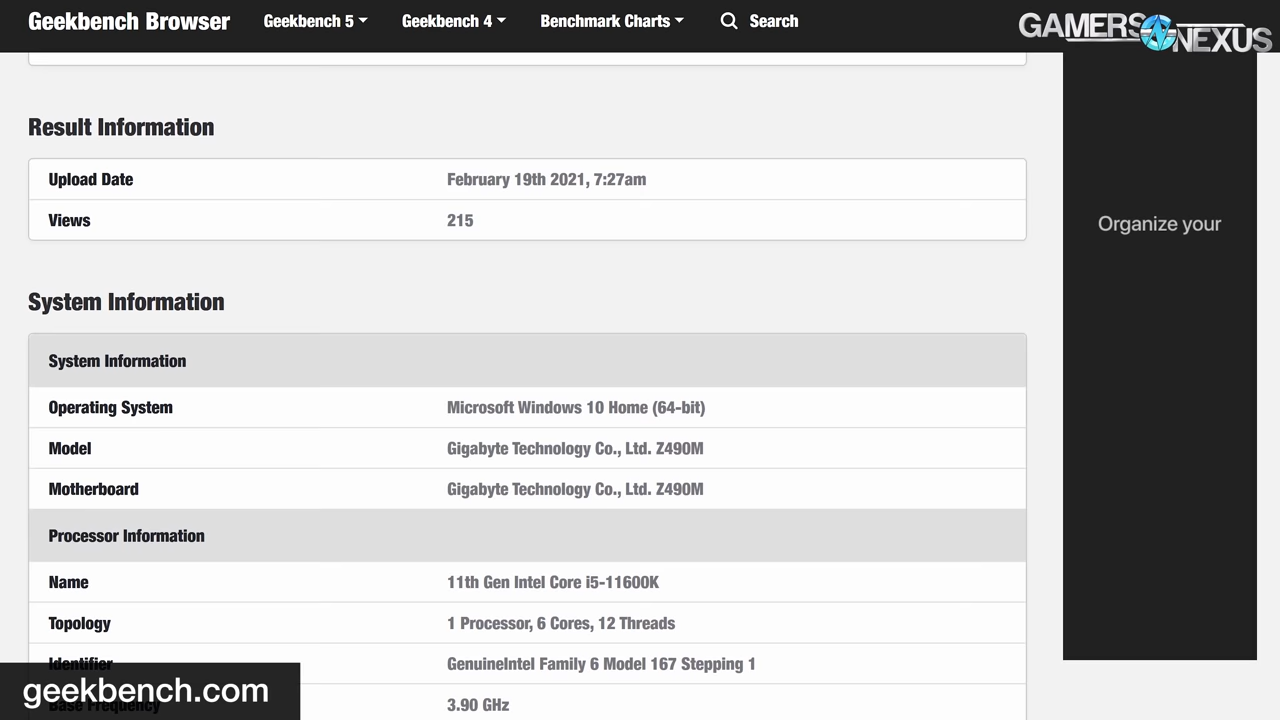 Geekbench Browser Geekbench 5 Geekbench 4 Benchmark Charts Search
GAMERS NEXUS
Result Information
Upload Date February 19th 2021, 7:27am
Views 215
Organize your
System Information
System Information
Operating System Microsoft Windows 10 Home (64-bit)
Model Gigabyte Technology Co., Ltd. Z490M
Motherboard Gigabyte Technology Co., Ltd. Z490M
Processor Information
Name 11th Gen Intel Core i5-11600K
Topology 1 Processor, 6 Cores, 12 Threads
Identifier GenuineIntel Family 6 Model 167 Stepping 1
Base Frequency 3.90 GHz
geekbench.com